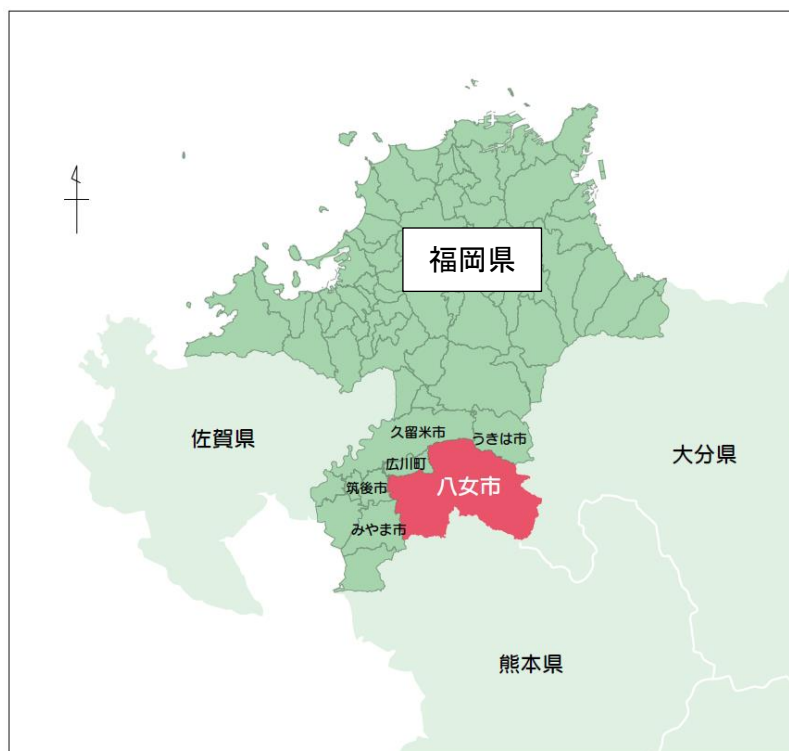 福岡県
佐賀県
久留米市
うきは市
大分県
広川町
筑後市
八女市
みやま市
熊本県